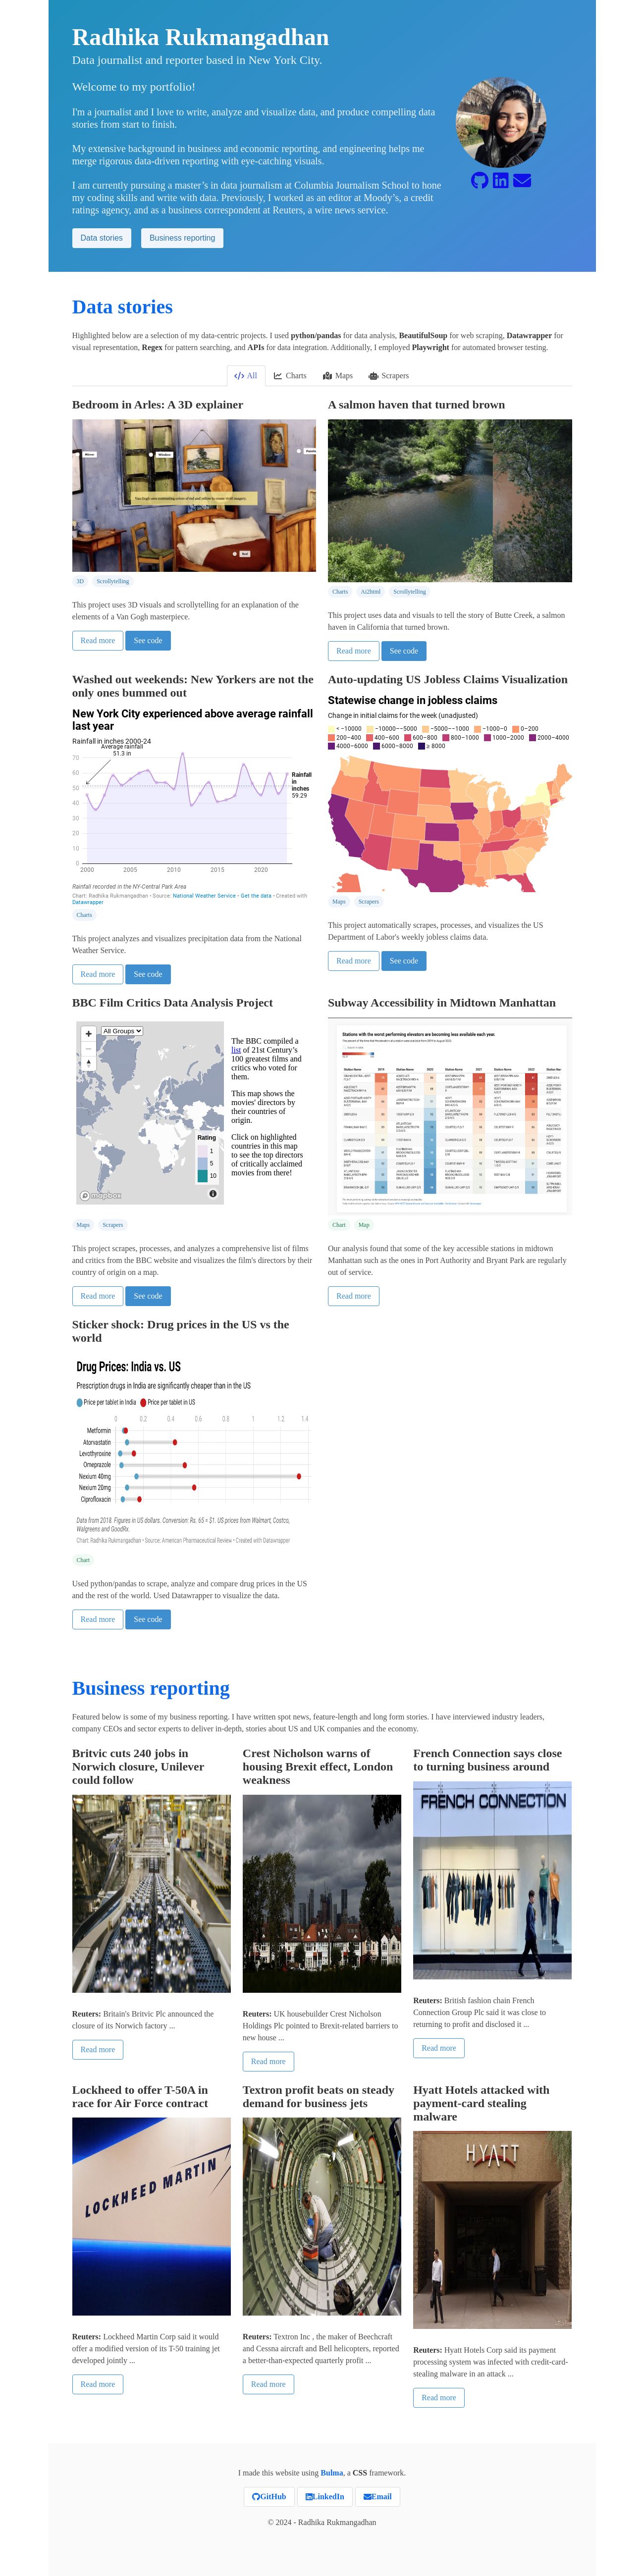 Radhika Rukmangadhan
Data journalist and reporter based in New York City.
Welcome to my portfolio!
I'm a journalist and I love to write, analyze and visualize data, and produce compelling data
stories from start to finish.
My extensive background in business and economic reporting, and engineering helps me
merge rigorous data-driven reporting with eye-catching visuals.
I am currently pursuing a master’s in data journalism at Columbia Journalism School to hone
my coding skills and write with data. Previously, I worked as an editor at Moody’s, a credit
ratings agency, and as a business correspondent at Reuters, a wire news service.
Data stories
Business reporting
Data stories
Highlighted below are a selection of my data-centric projects. I used python/pandas for data analysis, BeautifulSoup for web scraping, Datawrapper for
visual representation, Regex for pattern searching, and APIs for data integration. Additionally, I employed Playwright for automated browser testing.
All
Charts
Maps
Scrapers
Bedroom in Arles: A 3D explainer
3D
Scrollytelling
This project uses 3D visuals and scrollytelling for an explanation of the
elements of a Van Gogh masterpiece.
Read more
See code
A salmon haven that turned brown
Charts
Ai2html
Scrollytelling
This project uses data and visuals to tell the story of Butte Creek, a salmon
haven in California that turned brown.
Read more
See code
Washed out weekends: New Yorkers are not the
only ones bummed out
New York City experienced above average rainfall
last year
Rainfall in inches 2000-24
Average rainfall
51.3 in
70
60
50
40
30
20
10
0
2000
2005
2010
2015
2020
Rainfall
in
inches
59.29
Rainfall recorded in the NY-Central Park Area
Chart: Radhika Rukmangadhan • Source: National Weather Service • Get the data • Created with
Datawrapper
Charts
This project analyzes and visualizes precipitation data from the National
Weather Service.
Read more
See code
Auto-updating US Jobless Claims Visualization
Statewise change in jobless claims
Change in initial claims for the week (unadjusted)
< −10000
−10000–−5000
−5000–−1000
−1000–0
0–200
200–400
400–600
600–800
800–1000
1000–2000
2000–4000
4000–6000
6000–8000
≥ 8000
Maps
Scrapers
This project automatically scrapes, processes, and visualizes the US
Department of Labor's weekly jobless claims data.
Read more
See code
BBC Film Critics Data Analysis Project
All Groups
Rating
1
5
10
mapbox
The BBC compiled a
list of 21st Century’s
100 greatest films and
critics who voted for
them.
This map shows the
movies' directors by
their countries of
origin.
Click on highlighted
countries in this map
to see the top directors
of critically acclaimed
movies from there!
Maps
Scrapers
This project scrapes, processes, and analyzes a comprehensive list of films
and critics from the BBC website and visualizes the film's directors by their
country of origin on a map.
Read more
See code
Subway Accessibility in Midtown Manhattan
Stations with the worst performing elevators are becoming less available each year.
Chart
Map
Our analysis found that some of the key accessible stations in midtown
Manhattan such as the ones in Port Authority and Bryant Park are regularly
out of service.
Read more
Sticker shock: Drug prices in the US vs the
world
Drug Prices: India vs. US
Prescription drugs in India are significantly cheaper than in the US
Price per tablet in India
Price per tablet in US
0
0.2
0.4
0.6
0.8
1
1.2
1.4
Metformin
Atorvastatin
Levothyroxine
Omeprazole
Nexium 40mg
Nexium 20mg
Ciprofloxacin
Data from 2018. Figures in US dollars. Conversion: Rs. 65 = $1. US prices from Walmart, Costco,
Walgreens and GoodRx.
Chart: Radhika Rukmangadhan • Source: American Pharmaceutical Review • Created with Datawrapper
Chart
Used python/pandas to scrape, analyze and compare drug prices in the US
and the rest of the world. Used Datawrapper to visualize the data.
Read more
See code
Business reporting
Featured below is some of my business reporting. I have written spot news, feature-length and long form stories. I have interviewed industry leaders,
company CEOs and sector experts to deliver in-depth, stories about US and UK companies and the economy.
Britvic cuts 240 jobs in
Norwich closure, Unilever
could follow
Reuters: Britain's Britvic Plc announced the
closure of its Norwich factory ...
Read more
Crest Nicholson warns of
housing Brexit effect, London
weakness
Reuters: UK housebuilder Crest Nicholson
Holdings Plc pointed to Brexit-related barriers to
new house ...
Read more
French Connection says close
to turning business around
FRENCH CONNECTION
Reuters: British fashion chain French
Connection Group Plc said it was close to
returning to profit and disclosed it ...
Read more
Lockheed to offer T-50A in
race for Air Force contract
LOCKHEED MARTIN
Reuters: Lockheed Martin Corp said it would
offer a modified version of its T-50 training jet
developed jointly ...
Read more
Textron profit beats on steady
demand for business jets
Reuters: Textron Inc , the maker of Beechcraft
and Cessna aircraft and Bell helicopters, reported
a better-than-expected quarterly profit ...
Read more
Hyatt Hotels attacked with
payment-card stealing
malware
HYATT
Reuters: Hyatt Hotels Corp said its payment
processing system was infected with credit-card-
stealing malware in an attack ...
Read more
I made this website using Bulma, a CSS framework.
GitHub
LinkedIn
Email
© 2024 - Radhika Rukmangadhan